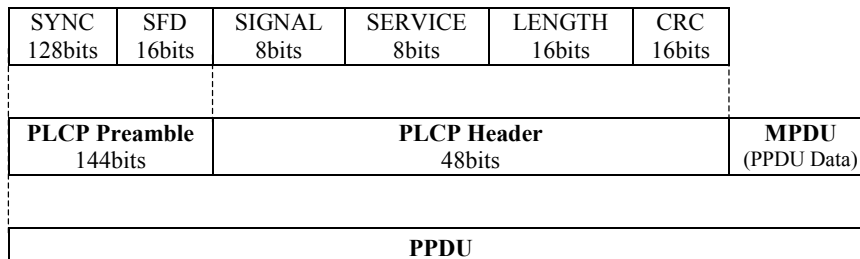 SYNC SFD SIGNAL SERVICE LENGTH CRC
128bits 16bits 8bits 8bits 16bits 16bits
PLCP Preamble PLCP Header MPDU
144bits 48bits (PPDU Data)
PPDU